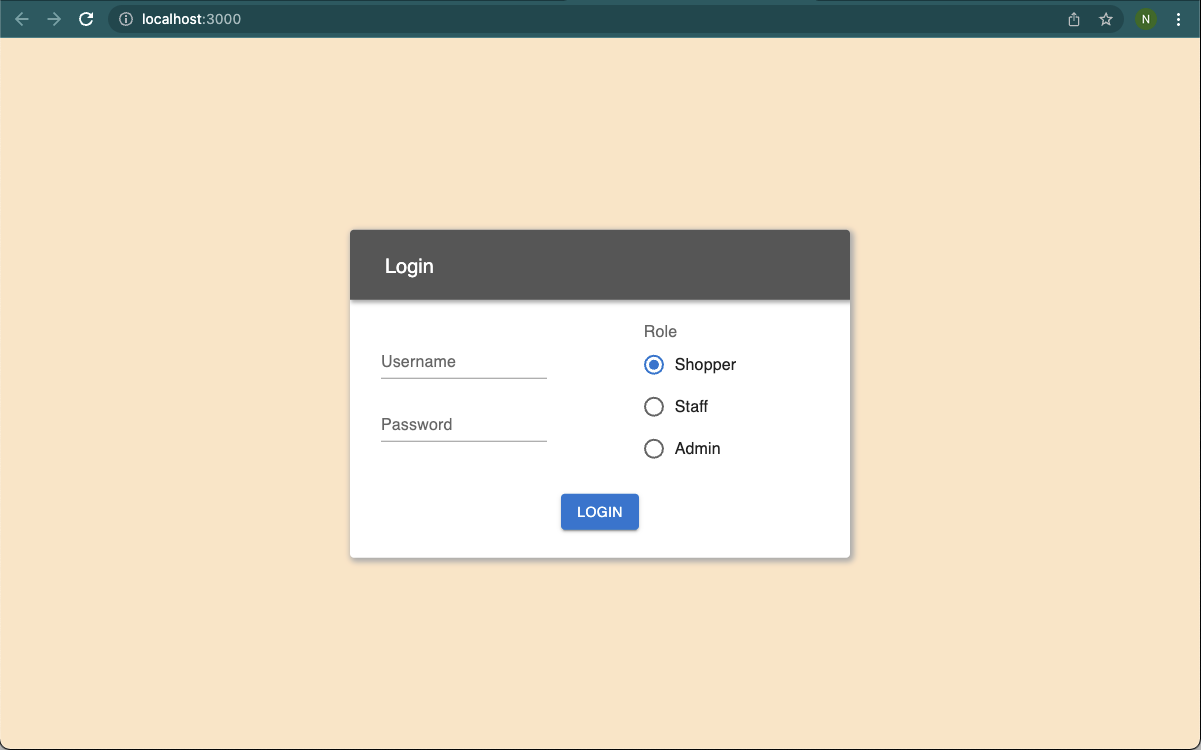 localhost:3000
N
Login
Username
Password
Role
Shopper
Staff
Admin
LOGIN